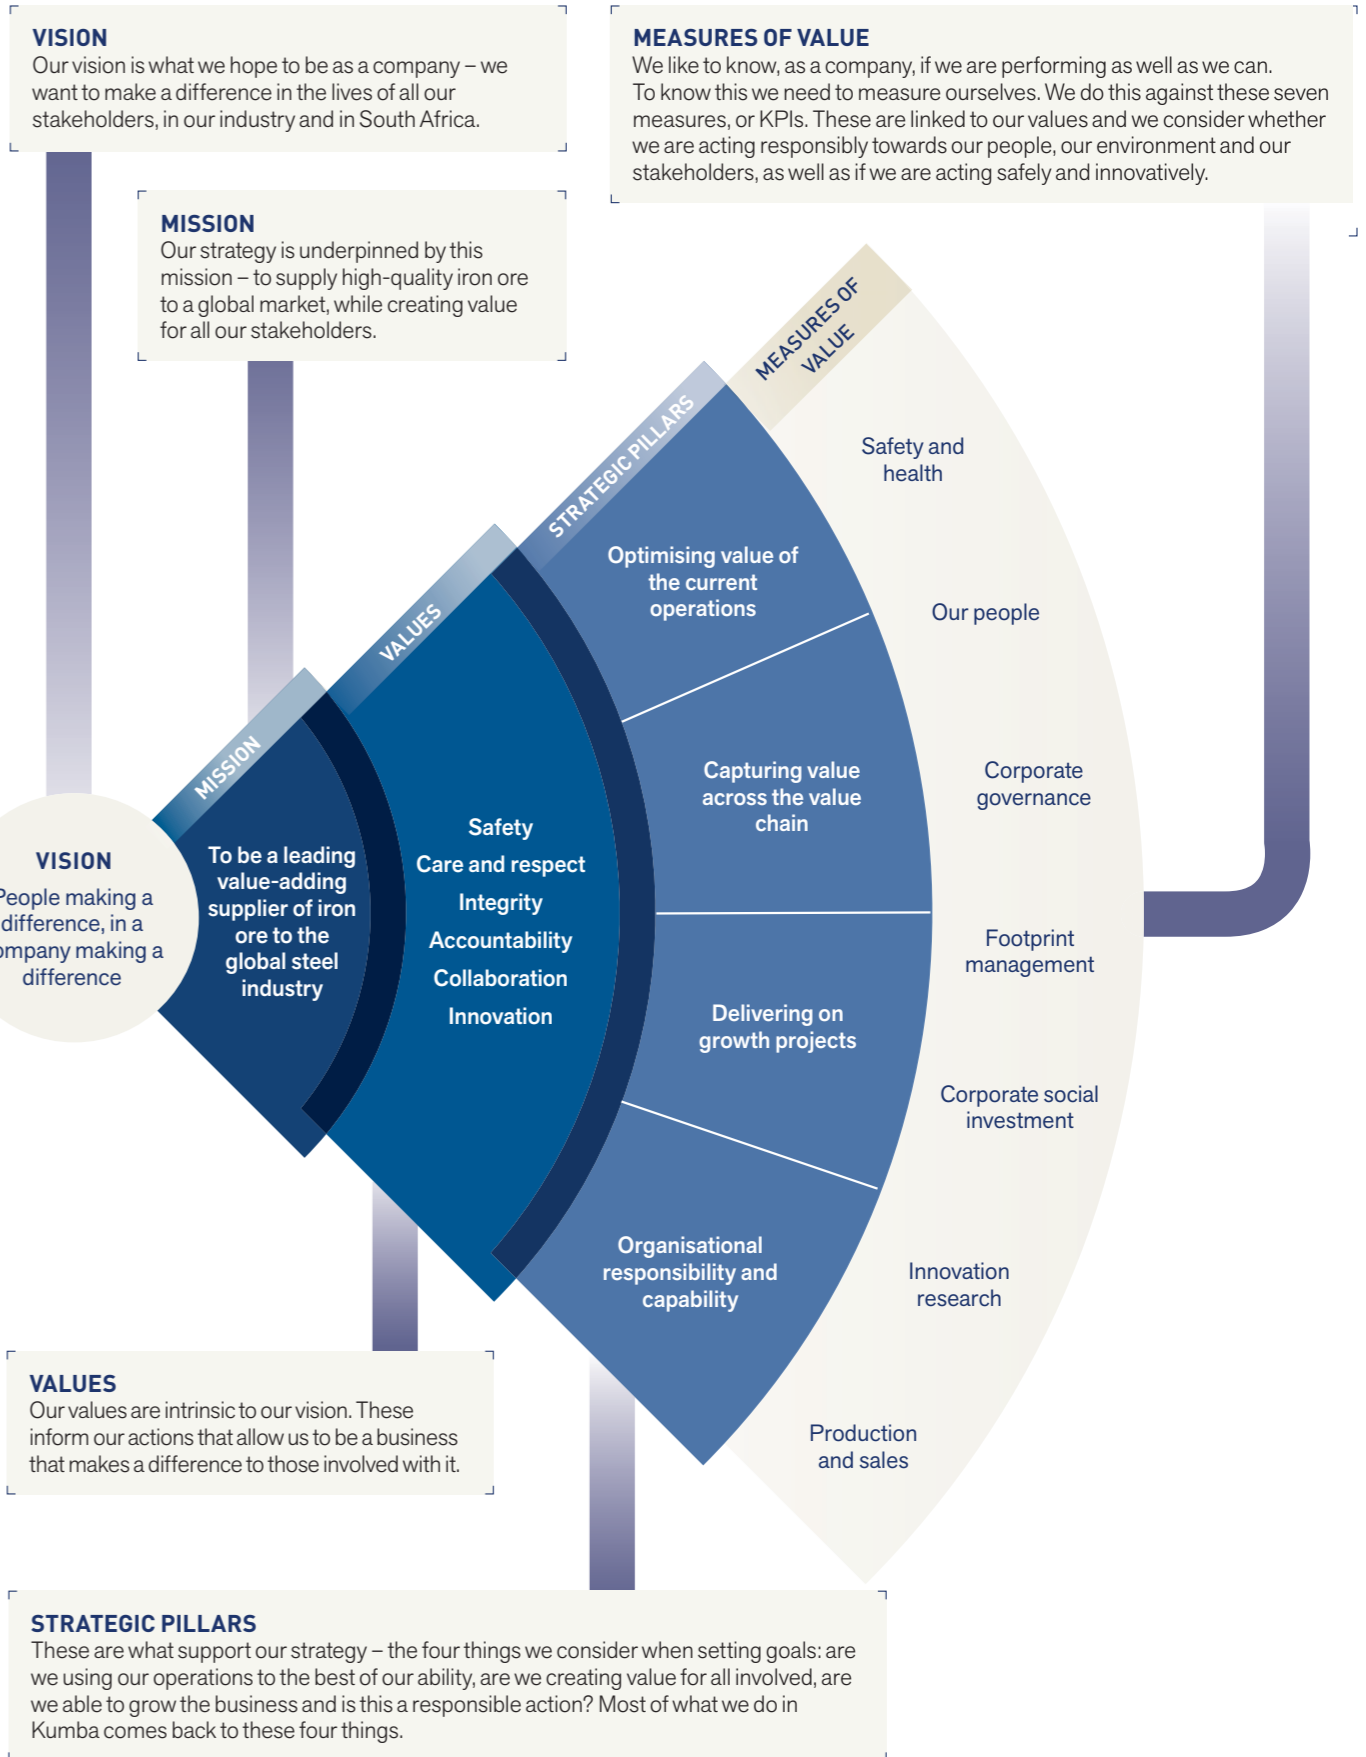 VISION
Our vision is what we hope to be as a company – we
want to make a difference in the lives of all our
stakeholders, in our industry and in South Africa.
MEASURES OF VALUE
We like to know, as a company, if we are performing as well as we can.
To know this we need to measure ourselves. We do this against these seven
measures, or KPIs. These are linked to our values and we consider whether
we are acting responsibly towards our people, our environment and our
stakeholders, as well as if we are acting safely and innovatively.
MISSION
Our strategy is underpinned by this
mission – to supply high-quality iron ore
to a global market, while creating value
for all our stakeholders.
VISION
People making a
difference, in a
ompany making a
difference
MISSION
To be a leading
value-adding
supplier of iron
ore to the
global steel
industry
VALUES
Safety
Care and respect
Integrity
Accountability
Collaboration
Innovation
STRATEGIC PILLARS
Optimising value of
the current
operations
Capturing value
across the value
chain
Delivering on
growth projects
Organisational
responsibility and
capability
MEASURES OF
VALUE
Safety and
health
Our people
Corporate
governance
Footprint
management
Corporate social
investment
Innovation
research
Production
and sales
VALUES
Our values are intrinsic to our vision. These
inform our actions that allow us to be a business
that makes a difference to those involved with it.
STRATEGIC PILLARS
These are what support our strategy – the four things we consider when setting goals: are
we using our operations to the best of our ability, are we creating value for all involved, are
we able to grow the business and is this a responsible action? Most of what we do in
Kumba comes back to these four things.